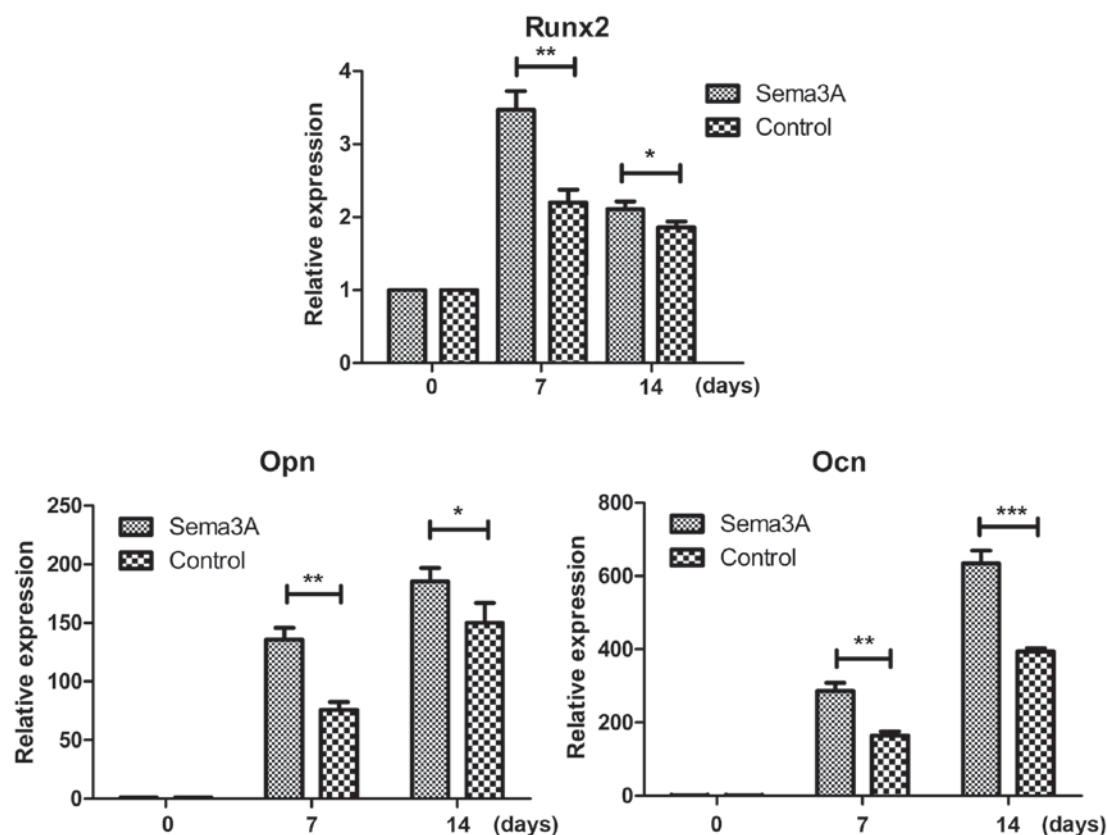 Runx2
**
*
Sema3A
Control
Relative expression
4
3
2
1
0
0 7 14 (days)
Opn
Sema3A
Control
**
*
Relative expression
250
200
150
100
50
0
0 7 14 (days)
Ocn
Sema3A
Control
**
***
Relative expression
800
600
400
200
0
0 7 14 (days)